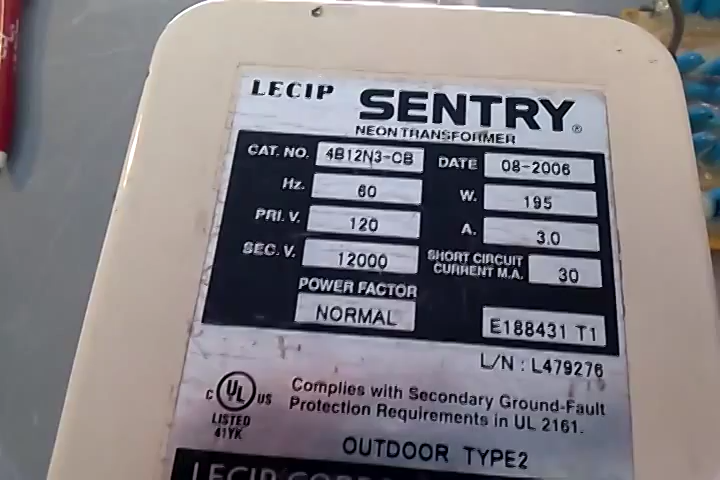 LECIP SENTRY®
NEON TRANSFORMER
CAT. NO. 4B12N3-CB DATE 08-2006
Hz. 60 W. 195
PRI. V. 120 A. 3.0
SEC. V. 12000 SHORT CIRCUIT CURRENT M.A. 30
POWER FACTOR
NORMAL E188431 T1
L/N : L479276
C UL US
LISTED
41YK
Complies with Secondary Ground-Fault
Protection Requirements in UL 2161.
OUTDOOR TYPE2
LECIP